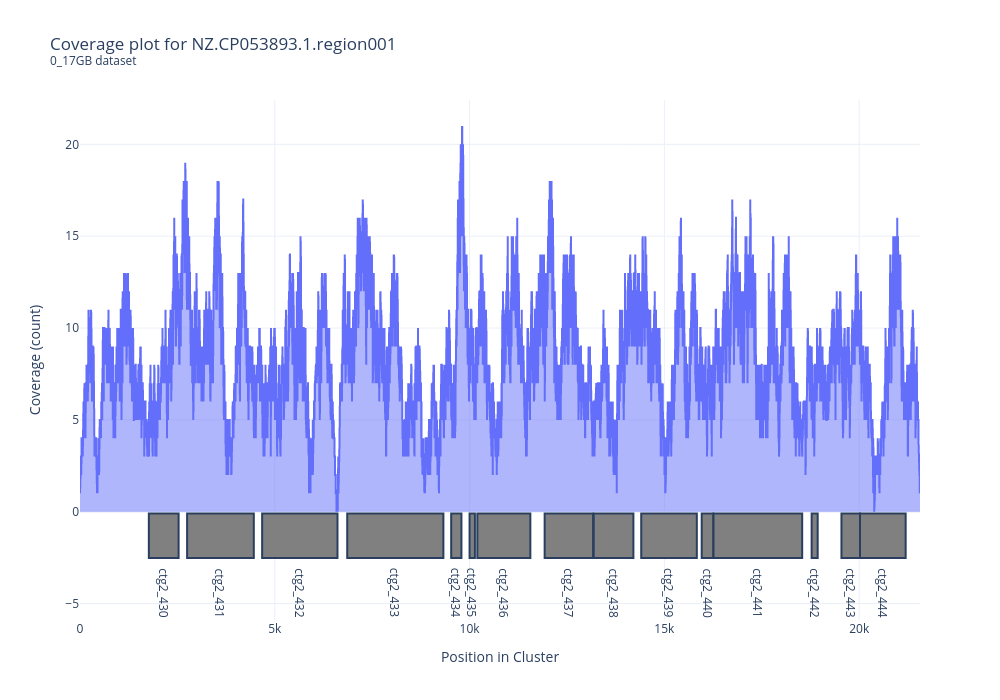 Coverage plot for NZ.CP053893.1.region001
0_17GB dataset
20
15
10
5
0
−5
Coverage (count)
ctg2_430
ctg2_431
ctg2_432
ctg2_433
ctg2_434
ctg2_435
ctg2_436
ctg2_437
ctg2_438
ctg2_439
ctg2_440
ctg2_441
ctg2_442
ctg2_443
ctg2_444
0
5k
10k
15k
20k
Position in Cluster